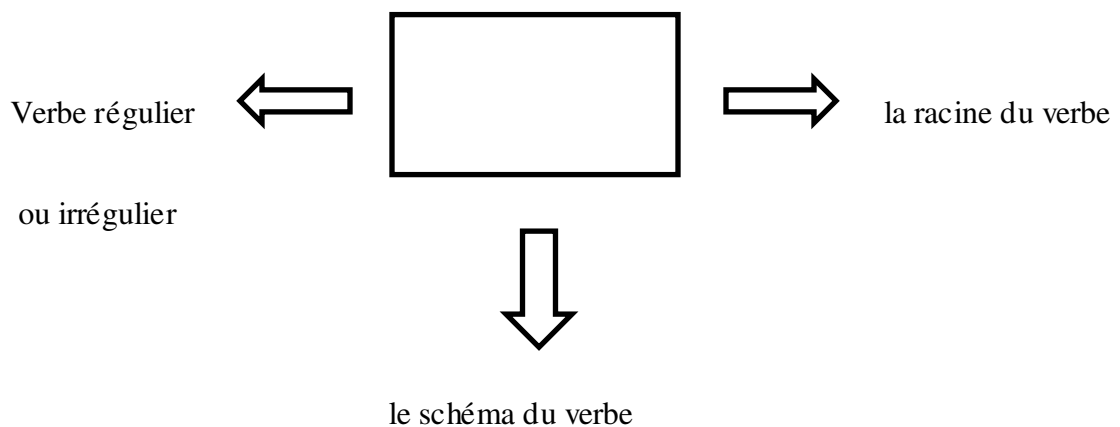 Verbe régulier
la racine du verbe
ou irrégulier
le schéma du verbe